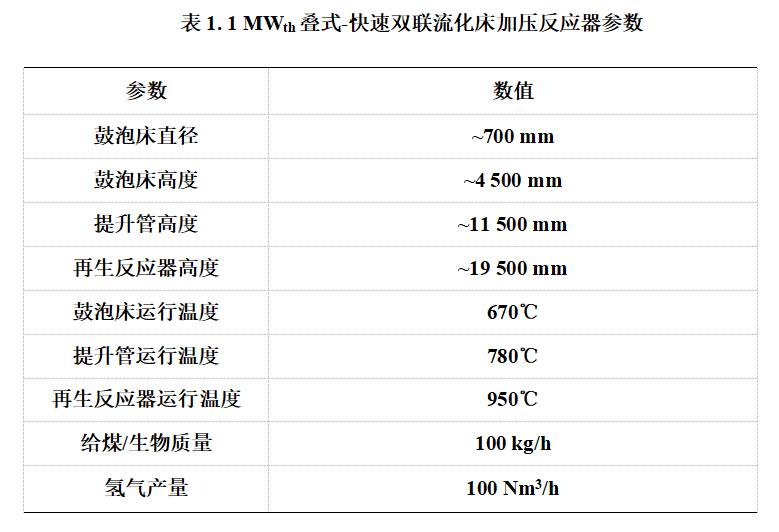 表 1. 1 MWth 叠式-快速双联流化床加压反应器参数
参数 数值
鼓泡床直径 ~700 mm
鼓泡床高度 ~4 500 mm
提升管高度 ~11 500 mm
再生反应器高度 ~19 500 mm
鼓泡床运行温度 670℃
提升管运行温度 780℃
再生反应器运行温度 950℃
给煤/生物质量 100 kg/h
氢气产量 100 Nm³/h